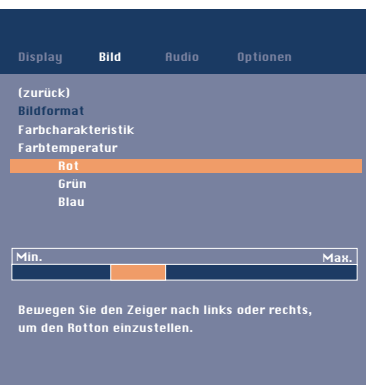 Display Bild Audio Optionen
(zurück)
Bildformat
Farbcharakteristik
Farbtemperatur
Rot
Grün
Blau
Min. Max.
Bewegen Sie den Zeiger nach links oder rechts,
um den Rotton einzustellen.